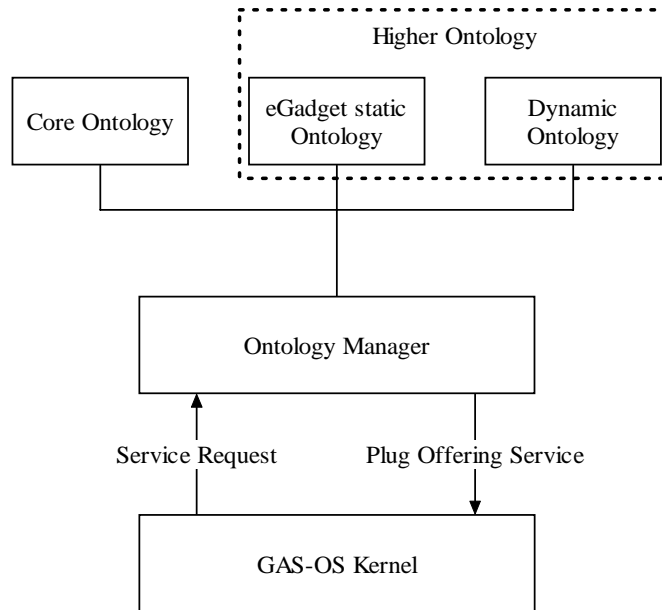 Higher Ontology
Core Ontology
eGadget static
Ontology
Dynamic
Ontology
Ontology Manager
Service Request
Plug Offering Service
GAS-OS Kernel